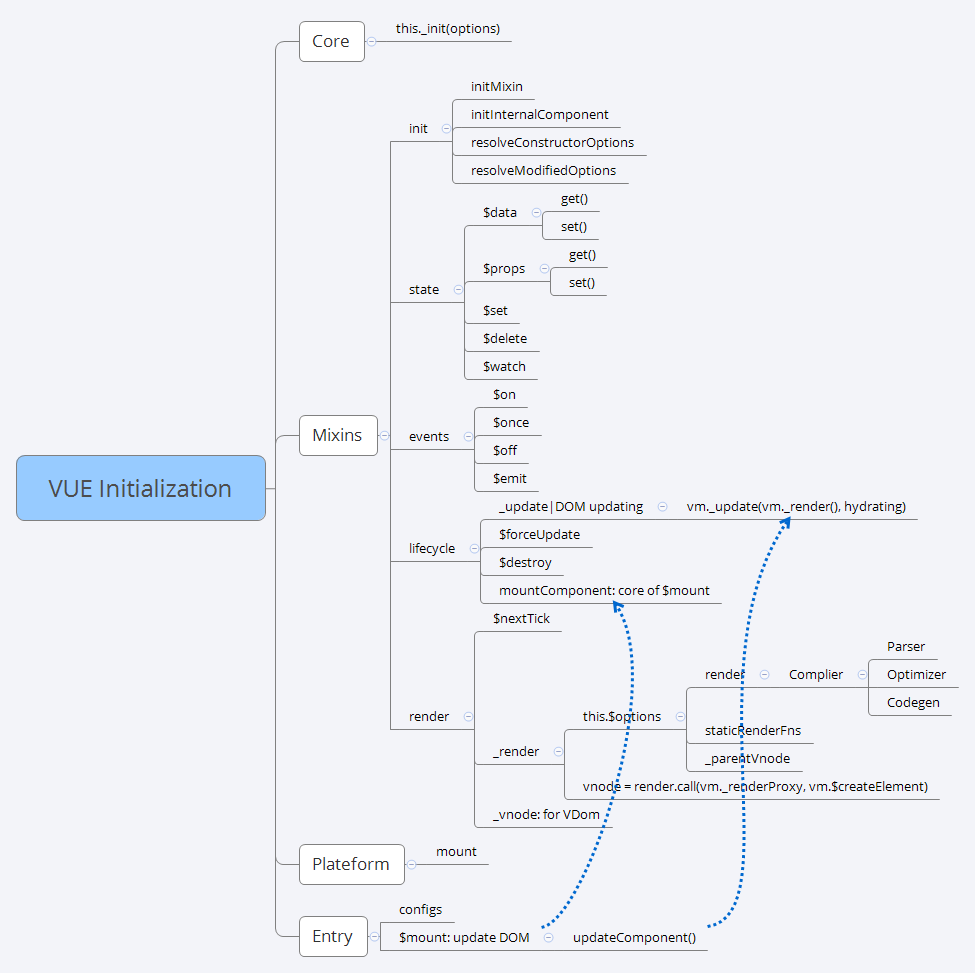 VUE Initialization
Core
this._init(options)
Mixins
init
initMixin
initInternalComponent
resolveConstructorOptions
resolveModifiedOptions
state
$data
get()
set()
$props
get()
set()
$set
$delete
$watch
events
$on
$once
$off
$emit
lifecycle
_update|DOM updating
vm._update(vm._render(), hydrating)
$forceUpdate
$destroy
mountComponent: core of $mount
render
$nextTick
_render
this.$options
render
Complier
Parser
Optimizer
Codegen
staticRenderFns
_parentVnode
vnode = render.call(vm._renderProxy, vm.$createElement)
_vnode: for VDom
Plateform
mount
Entry
configs
$mount: update DOM
updateComponent()